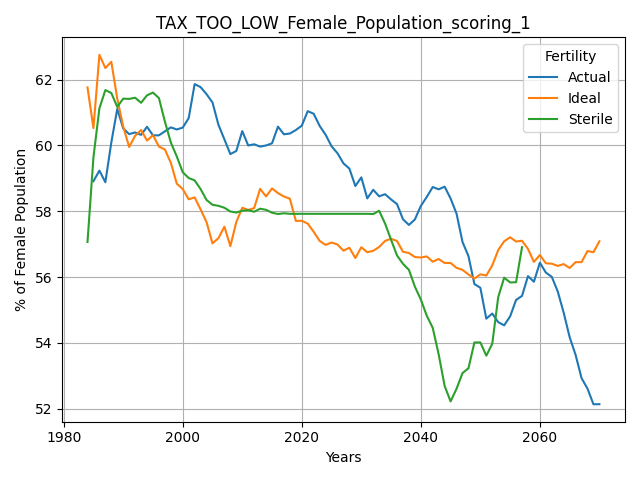 TAX_TOO_LOW_Female_Population_scoring_1
Fertility
Actual
Ideal
Sterile
% of Female Population
62
60
58
56
54
52
1980
2000
2020
2040
2060
Years